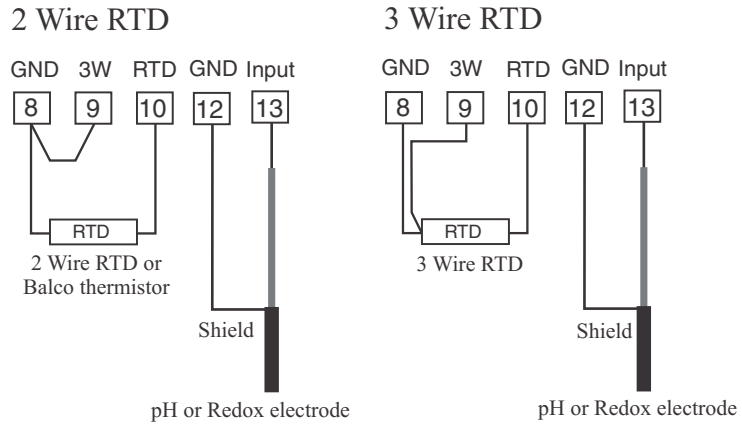 2 Wire RTD
GND 3W RTD GND Input
8 9 10 12 13
RTD
2 Wire RTD or
Balco thermistor
Shield
pH or Redox electrode
3 Wire RTD
GND 3W RTD GND Input
8 9 10 12 13
RTD
3 Wire RTD
Shield
pH or Redox electrode